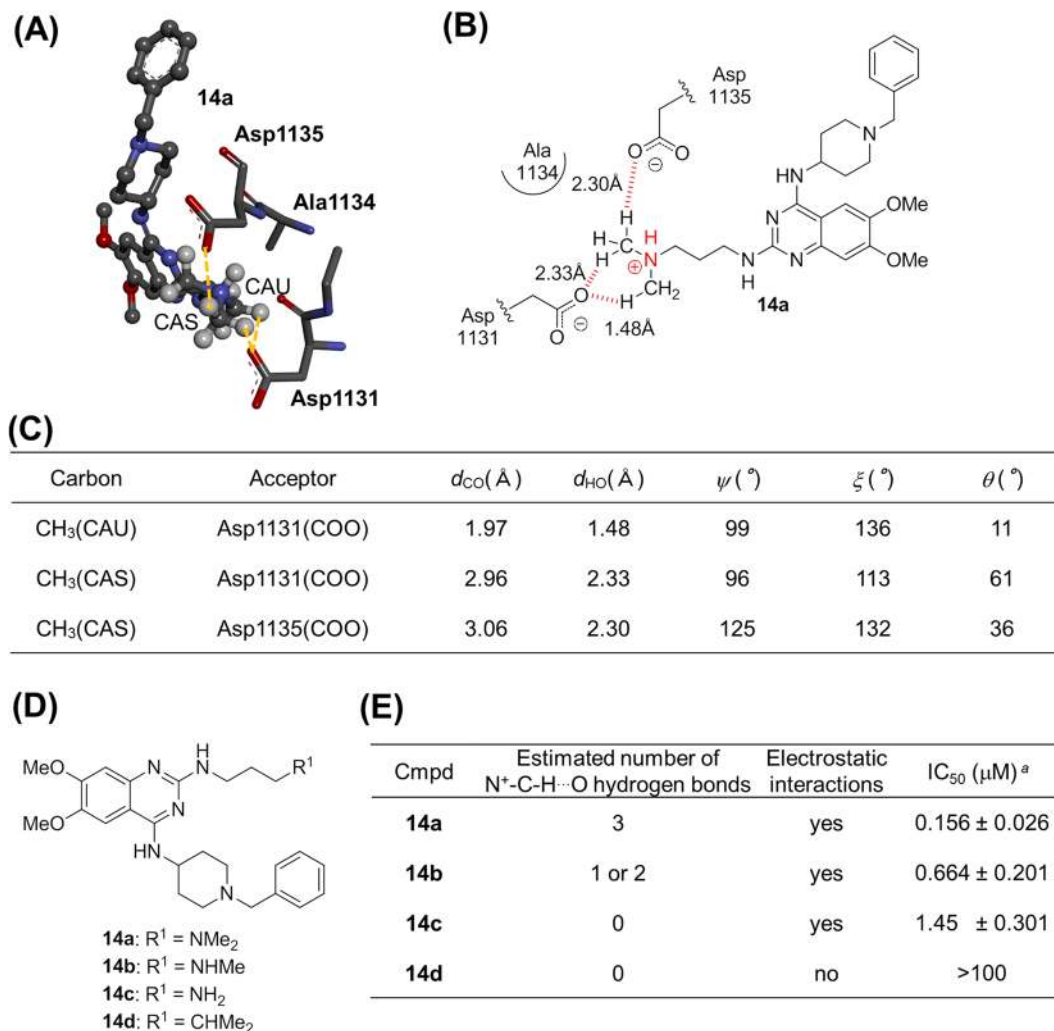 (A)
14a
Asp1135
Ala1134
CAU
CAS
Asp1131
(B)
Asp
1135
Ala
1134
2.30Å
2.33Å
1.48Å
Asp
1131
O
O
⊖
H
H
C
H
H
N
⊕
H
CH₂
O
O
⊖
N
H
N
N
HN
N
OMe
OMe
14a
(C)
Carbon Acceptor dCO(Å) dHO(Å) ψ(°) ξ(°) θ(°)
CH₃(CAU) Asp1131(COO) 1.97 1.48 99 136 11
CH₃(CAS) Asp1131(COO) 2.96 2.33 96 113 61
CH₃(CAS) Asp1135(COO) 3.06 2.30 125 132 36
(D)
MeO
MeO
N
N
H
N
R¹
HN
N
14a: R¹ = NMe₂
14b: R¹ = NHMe
14c: R¹ = NH₂
14d: R¹ = CHMe₂
(E)
Cmpd Estimated number of N⁺-C-H···O hydrogen bonds Electrostatic interactions IC₅₀ (μM) ᵃ
14a 3 yes 0.156 ± 0.026
14b 1 or 2 yes 0.664 ± 0.201
14c 0 yes 1.45 ± 0.301
14d 0 no >100